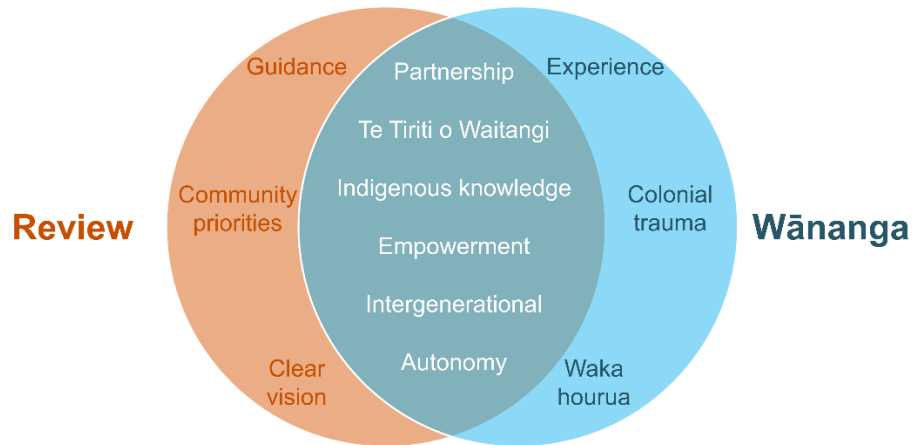 Review
Guidance
Community
priorities
Clear
vision
Partnership
Te Tiriti o Waitangi
Indigenous knowledge
Empowerment
Intergenerational
Autonomy
Experience
Colonial
trauma
Waka
hourua
Wānanga